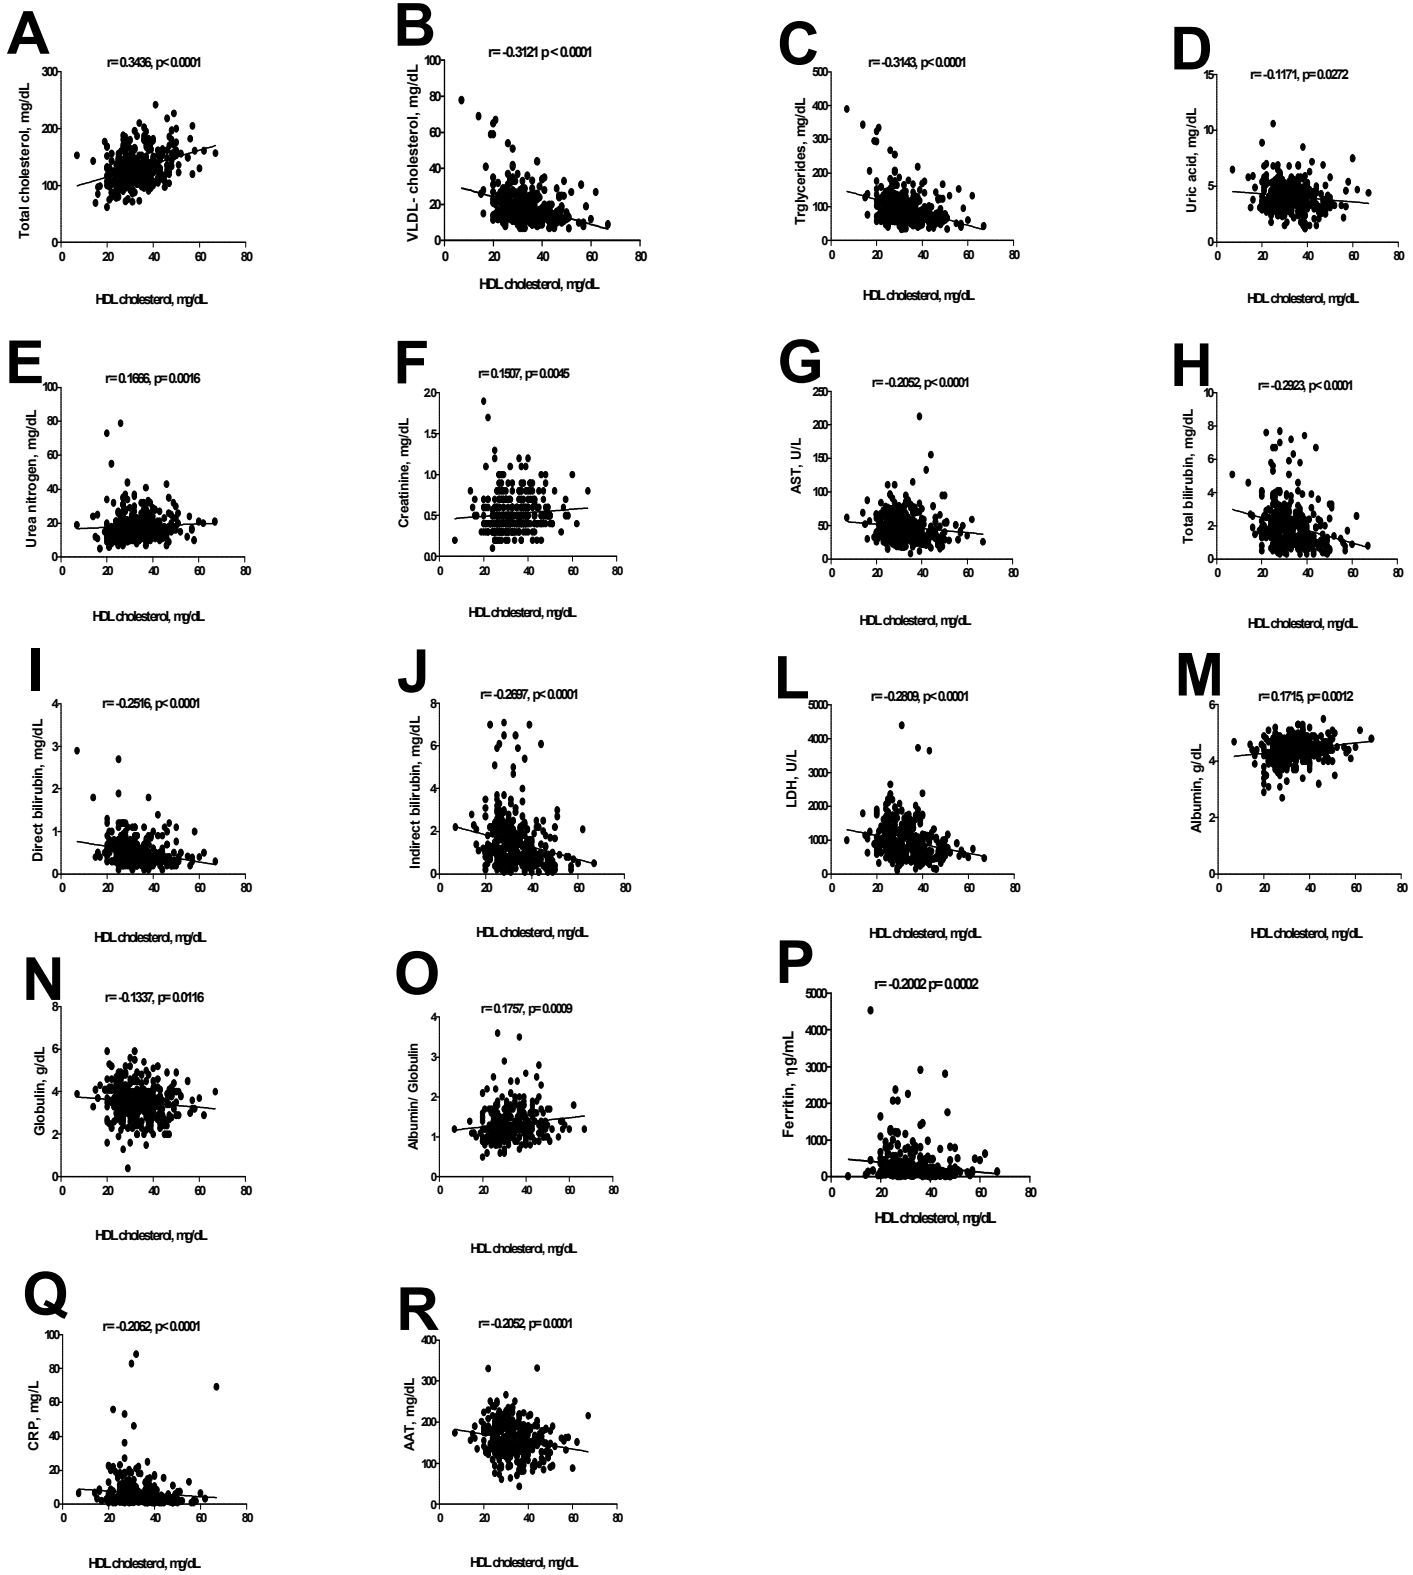 A
r= 0.3436, p< 0.0001
Total cholesterol, mg/dL
300
200
100
0
0 20 40 60 80
HDL cholesterol, mg/dL
B
r= -0.3121 p < 0.0001
VLDL- cholesterol, mg/dL
100
80
60
40
20
0
0 20 40 60 80
HDL cholesterol, mg/dL
C
r= -0.3143, p< 0.0001
Trglycerides, mg/dL
500
400
300
200
100
0
0 20 40 60 80
HDL cholesterol, mg/dL
D
r= -0.1171, p= 0.0272
Uric acid, mg/dL
15
10
5
0
0 20 40 60 80
HDL cholesterol, mg/dL
E
r= 0.1666, p= 0.0016
Urea nitrogen, mg/dL
100
80
60
40
20
0
0 20 40 60 80
HDL cholesterol, mg/dL
F
r= 0.1507, p= 0.0045
Creatinine, mg/dL
2.0
1.5
1.0
0.5
0.0
0 20 40 60 80
HDL cholesterol, mg/dL
G
r= -0.2052, p< 0.0001
AST, U/L
250
200
150
100
50
0
0 20 40 60 80
HDL cholesterol, mg/dL
H
r= -0.2923, p< 0.0001
Total bilirubin, mg/dL
10
8
6
4
2
0
0 20 40 60 80
HDL cholesterol, mg/dL
I
r= -0.2516, p< 0.0001
Direct bilirubin, mg/dL
4
3
2
1
0
0 20 40 60 80
HDL cholesterol, mg/dL
J
r= -0.2697, p< 0.0001
Indirect bilirubin, mg/dL
8
6
4
2
0
0 20 40 60 80
HDL cholesterol, mg/dL
L
r= -0.2809, p< 0.0001
LDH, U/L
5000
4000
3000
2000
1000
0
0 20 40 60 80
HDL cholesterol, mg/dL
M
r= 0.1715, p= 0.0012
Albumin, g/dL
6
4
2
0
0 20 40 60 80
HDL cholesterol, mg/dL
N
r= -0.1337, p= 0.0116
Globulin, g/dL
8
6
4
2
0
0 20 40 60 80
HDL cholesterol, mg/dL
O
r= 0.1757, p= 0.0009
Albumin/ Globulin
4
3
2
1
0
0 20 40 60 80
HDL cholesterol, mg/dL
P
r= -0.2002 p= 0.0002
Ferritin, ηg/mL
5000
4000
3000
2000
1000
0
0 20 40 60 80
HDL cholesterol, mg/dL
Q
r= -0.2062, p< 0.0001
CRP, mg/L
100
80
60
40
20
0
0 20 40 60 80
HDL cholesterol, mg/dL
R
r= -0.2052, p= 0.0001
AAT, mg/dL
400
300
200
100
0
0 20 40 60 80
HDL cholesterol, mg/dL